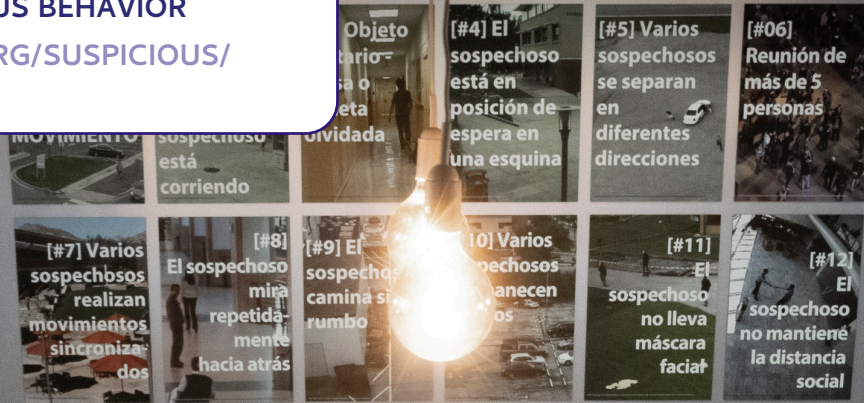 US BEHAVIOR
RG/SUSPICIOUS/
MOVIMIENTO
sospechoso
está
corriendo
Objeto
olvidada
[#4] El
sospechoso
está en
posición de
espera en
una esquina
[#5] Varios
sospechosos
se separan
en
diferentes
direcciones
[#06]
Reunión de
más de 5
personas
[#7] Varios
sospechosos
realizan
movimientos
sincroniza-
dos
[#8]
El sospechoso
mira
repetida-
mente
hacia atrás
[#9] El
sospechos
camina si
rumbo
10] Varios
pechosos
anecen
os
[#11]
El
sospechoso
no lleva
máscara
facial
[#12]
El
sospechoso
no mantiene
la distancia
social